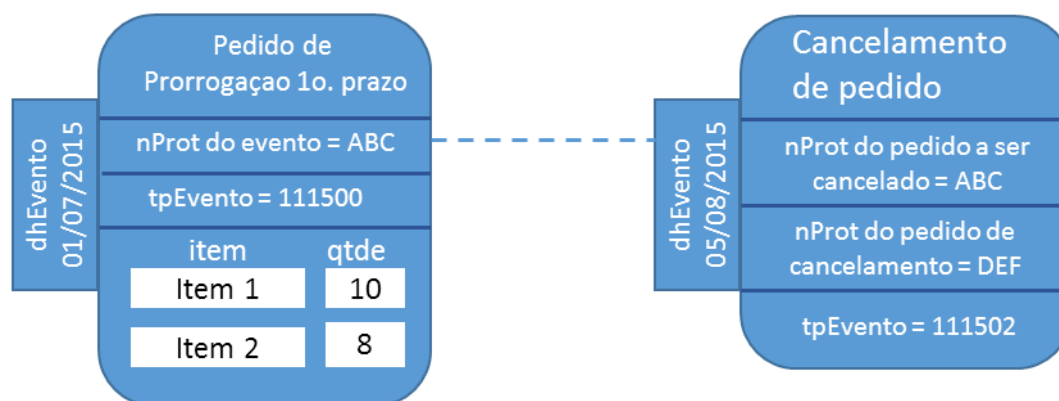 Pedido de
Prorrogaçao 1o. prazo
nProt do evento = ABC
tpEvento = 111500
item qtde
Item 1 10
Item 2 8
dhEvento
01/07/2015
Cancelamento
de pedido
nProt do pedido a ser
cancelado = ABC
nProt do pedido de
cancelamento = DEF
tpEvento = 111502
dhEvento
05/08/2015